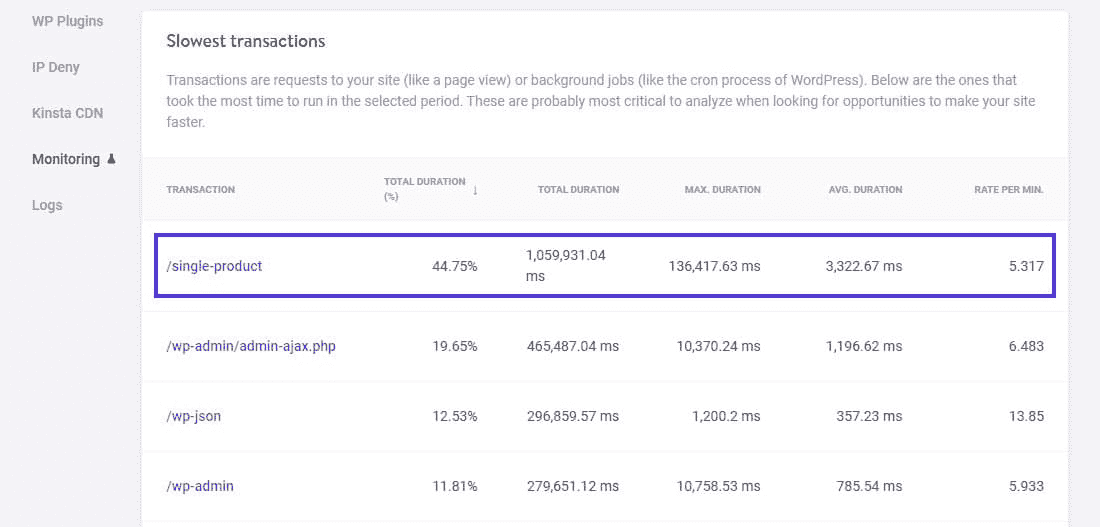 WP Plugins
IP Deny
Kinsta CDN
Monitoring
Logs
Slowest transactions
Transactions are requests to your site (like a page view) or background jobs (like the cron process of WordPress). Below are the ones that
took the most time to run in the selected period. These are probably most critical to analyze when looking for opportunities to make your site
faster.
TRANSACTION TOTAL DURATION (%) ↓ TOTAL DURATION MAX. DURATION AVG. DURATION RATE PER MIN.
/single-product 44.75% 1,059,931.04 ms 136,417.63 ms 3,322.67 ms 5.317
/wp-admin/admin-ajax.php 19.65% 465,487.04 ms 10,370.24 ms 1,196.62 ms 6.483
/wp-json 12.53% 296,859.57 ms 1,200.2 ms 357.23 ms 13.85
/wp-admin 11.81% 279,651.12 ms 10,758.53 ms 785.54 ms 5.933